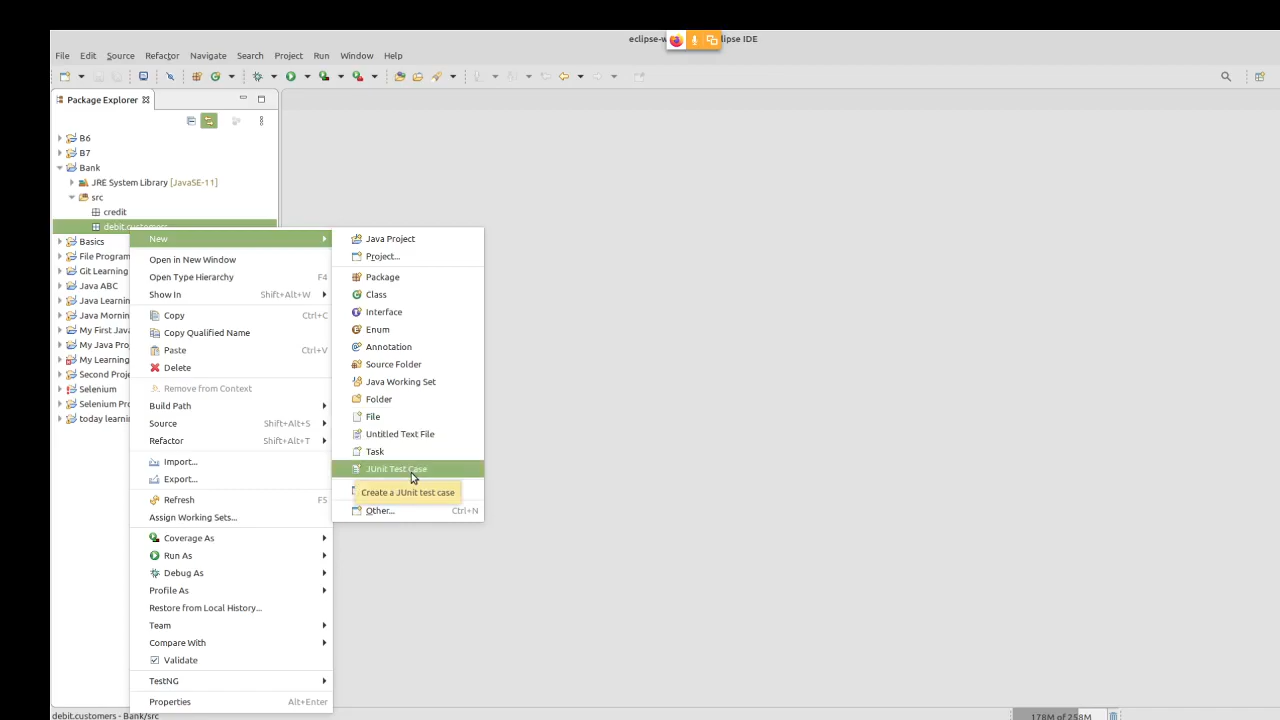 eclipse-w
lipse IDE
File Edit Source Refactor Navigate Search Project Run Window Help
Package Explorer
B6
B7
Bank
JRE System Library [JavaSE-11]
src
credit
debit.customers
Basics
File Program
Git Learning
Java ABC
Java Learnin
Java Mornin
My First Java
My Java Pro
My Learning
Second Proje
Selenium
Selenium Pro
today learnin
New
Open in New Window
Open Type Hierarchy F4
Show In Shift+Alt+W
Copy Ctrl+C
Copy Qualified Name
Paste Ctrl+V
Delete
Remove from Context
Build Path
Source Shift+Alt+S
Refactor Shift+Alt+T
Import...
Export...
Refresh F5
Assign Working Sets...
Coverage As
Run As
Debug As
Profile As
Restore from Local History...
Team
Compare With
Validate
TestNG
Properties Alt+Enter
Java Project
Project...
Package
Class
Interface
Enum
Annotation
Source Folder
Java Working Set
Folder
File
Untitled Text File
Task
JUnit Test Case
Create a JUnit test case
Other... Ctrl+N
debit.customers - Bank/src
178M of 258M